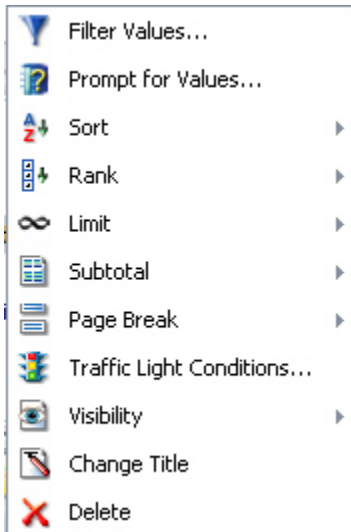 Filter Values...
Prompt for Values...
Sort
Rank
Limit
Subtotal
Page Break
Traffic Light Conditions...
Visibility
Change Title
Delete